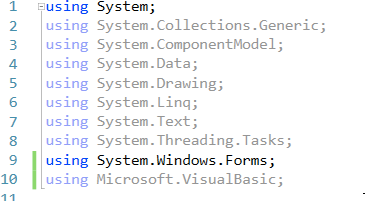 1 using System;
2 using System.Collections.Generic;
3 using System.ComponentModel;
4 using System.Data;
5 using System.Drawing;
6 using System.Linq;
7 using System.Text;
8 using System.Threading.Tasks;
9 using System.Windows.Forms;
10 using Microsoft.VisualBasic;
11